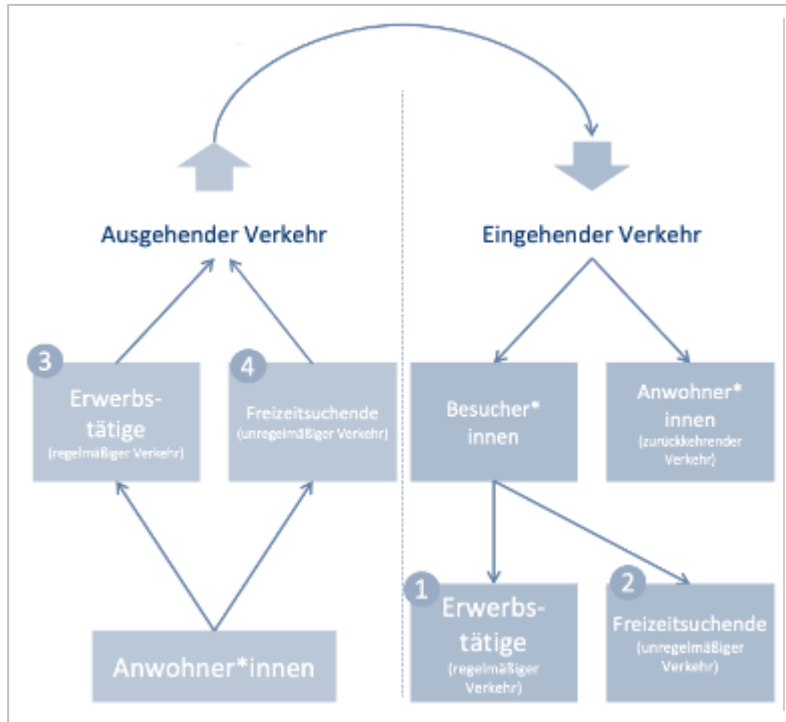 Ausgehender Verkehr
Eingehender Verkehr
3
Erwerbs-
tätige
(regelmäßiger Verkehr)
4
Freizeitsuchende
(unregelmäßiger Verkehr)
Besucher*
innen
Anwohner*
innen
(zurückkehrender
Verkehr)
Anwohner*innen
1
Erwerbs-
tätige
(regelmäßiger
Verkehr)
2
Freizeitsuchende
(unregelmäßiger
Verkehr)